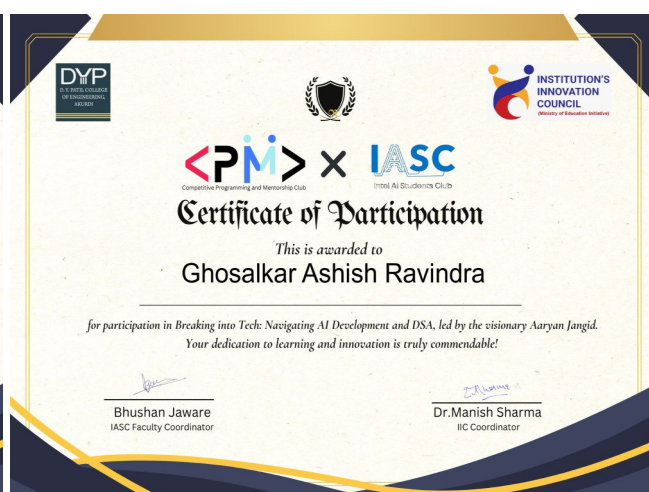 DYP
D. Y. PATIL COLLEGE
OF ENGINEERING,
AKURDI
INSTITUTION'S
INNOVATION
COUNCIL
(Ministry of Education Initiative)
<PM> X IASC
Competitive Programming and Mentorship Club
Intel Ai Students Club
Certificate of Participation
This is awarded to
Ghosalkar Ashish Ravindra
for participation in Breaking into Tech: Navigating AI Development and DSA, led by the visionary Aaryan Jangid.
Your dedication to learning and innovation is truly commendable!
Bhushan Jaware
IASC Faculty Coordinator
Dr.Manish Sharma
IIC Coordinator